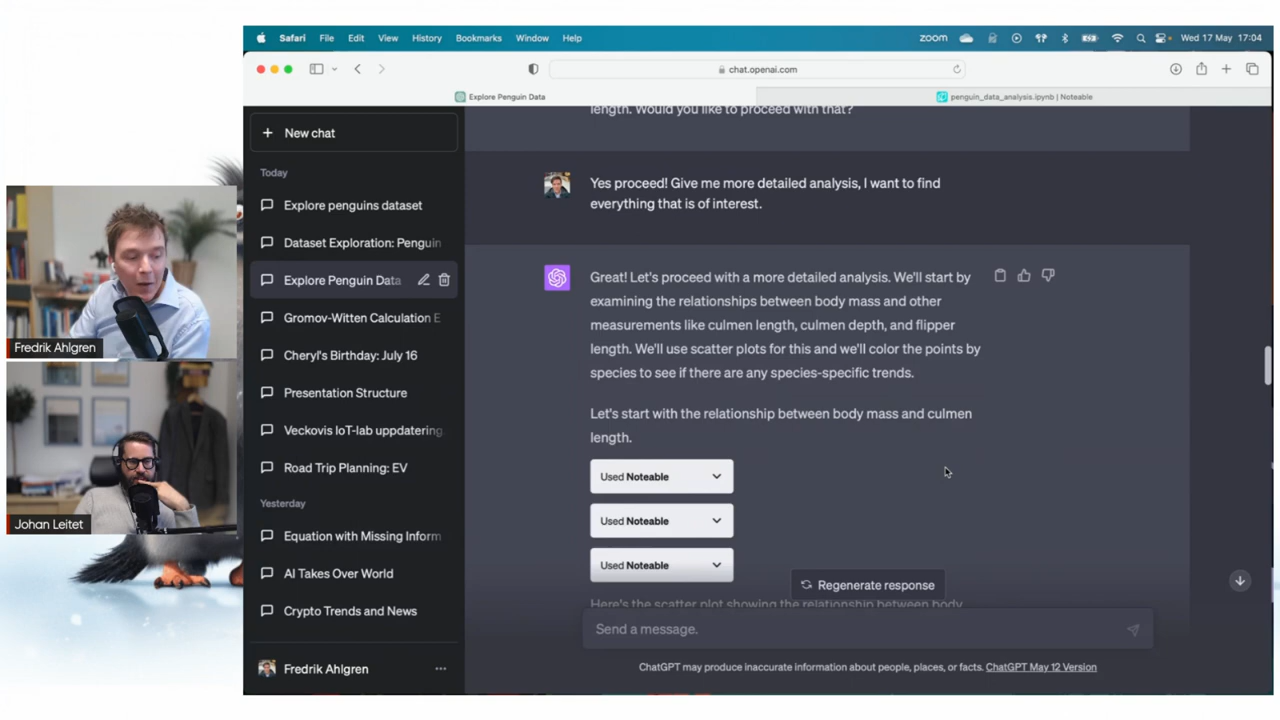 Safari File Edit View History Bookmarks Window Help
zoom
Wed 17 May 17:04
chat.openai.com
Explore Penguin Data
penguin_data_analysis.ipynb | Noteable
New chat
Today
Explore penguins dataset
Dataset Exploration: Penguin
Explore Penguin Data
Gromov-Witten Calculation E
Cheryl's Birthday: July 16
Presentation Structure
Veckovis IoT-lab uppdatering
Road Trip Planning: EV
Yesterday
Equation with Missing Inform
AI Takes Over World
Crypto Trends and News
Fredrik Ahlgren
length. Would you like to proceed with that?
Yes proceed! Give me more detailed analysis, I want to find
everything that is of interest.
Great! Let's proceed with a more detailed analysis. We'll start by
examining the relationships between body mass and other
measurements like culmen length, culmen depth, and flipper
length. We'll use scatter plots for this and we'll color the points by
species to see if there are any species-specific trends.
Let's start with the relationship between body mass and culmen
length.
Used Noteable
Used Noteable
Used Noteable
Here's the scatter plot showing the relationship between body
Regenerate response
Send a message.
ChatGPT may produce inaccurate information about people, places, or facts. ChatGPT May 12 Version
Fredrik Ahlgren
Johan Leitet